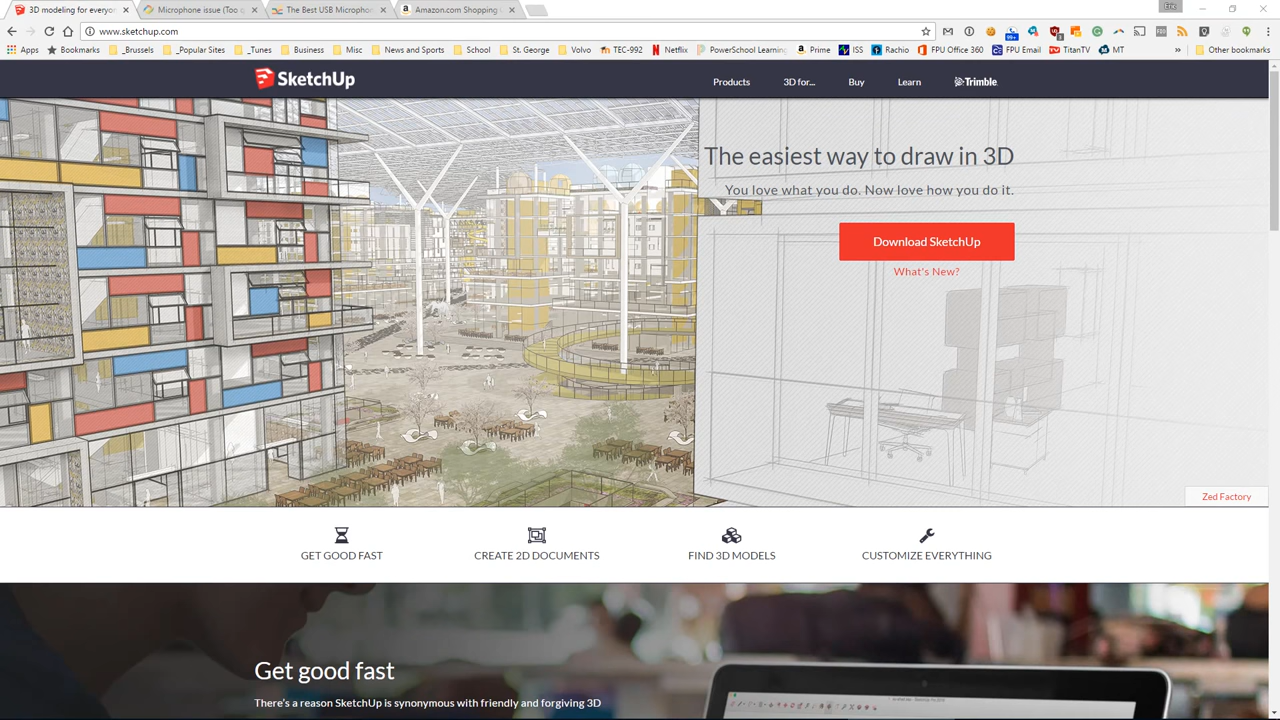 3D modeling for everyo
Microphone issue (Too q
The Best USB Micropho
Amazon.com Shopping
Eric
www.sketchup.com
Apps
Bookmarks
_Brussels
_Popular Sites
_Tunes
Business
Misc
News and Sports
School
St. George
Volvo
TEC-992
Netflix
PowerSchool Learning
Prime
ISS
Rachio
FPU Office 360
FPU Email
TitanTV
MT
»
Other bookmarks
SketchUp
Products
3D for...
Buy
Learn
Trimble
The easiest way to draw in 3D
You love what you do. Now love how you do it.
Download SketchUp
What's New?
Zed Factory
GET GOOD FAST
CREATE 2D DOCUMENTS
FIND 3D MODELS
CUSTOMIZE EVERYTHING
Get good fast
There's a reason SketchUp is synonymous with friendly and forgiving 3D